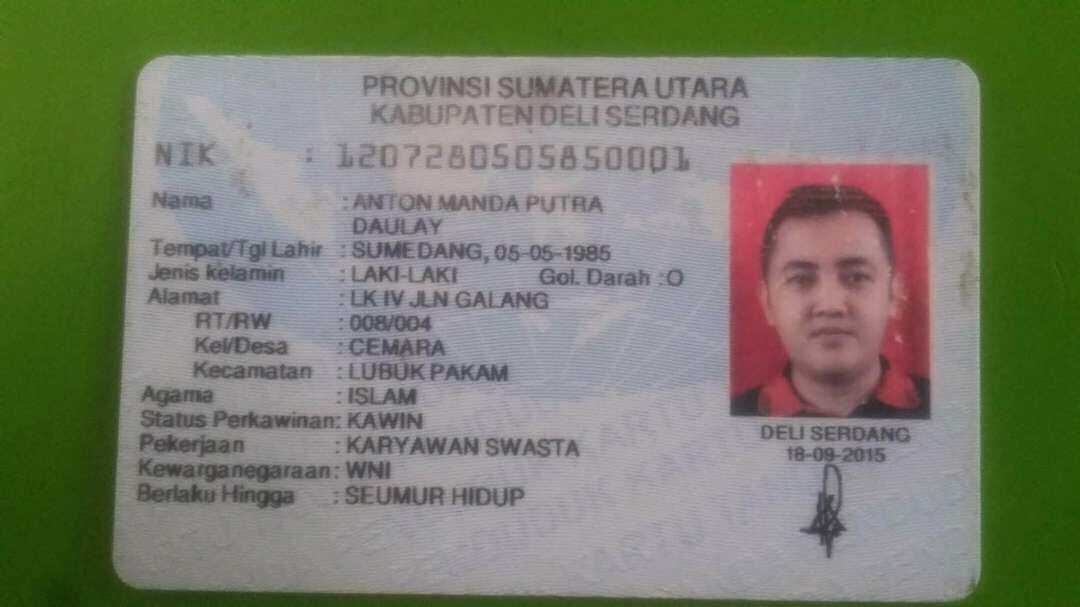 PROVINSI SUMATERA UTARA
KABUPATEN DELI SERDANG
NIK : 1207280505850001
Nama : ANTON MANDA PUTRA
DAULAY
Tempat/Tgl Lahir : SUMEDANG, 05-05-1985
Jenis kelamin : LAKI-LAKI Gol. Darah : O
Alamat : LK IV JLN GALANG
RT/RW : 008/004
Kel/Desa : CEMARA
Kecamatan : LUBUK PAKAM
Agama : ISLAM
Status Perkawinan: KAWIN
Pekerjaan : KARYAWAN SWASTA
Kewarganegaraan: WNI
Berlaku Hingga : SEUMUR HIDUP
DELI SERDANG
18-09-2015